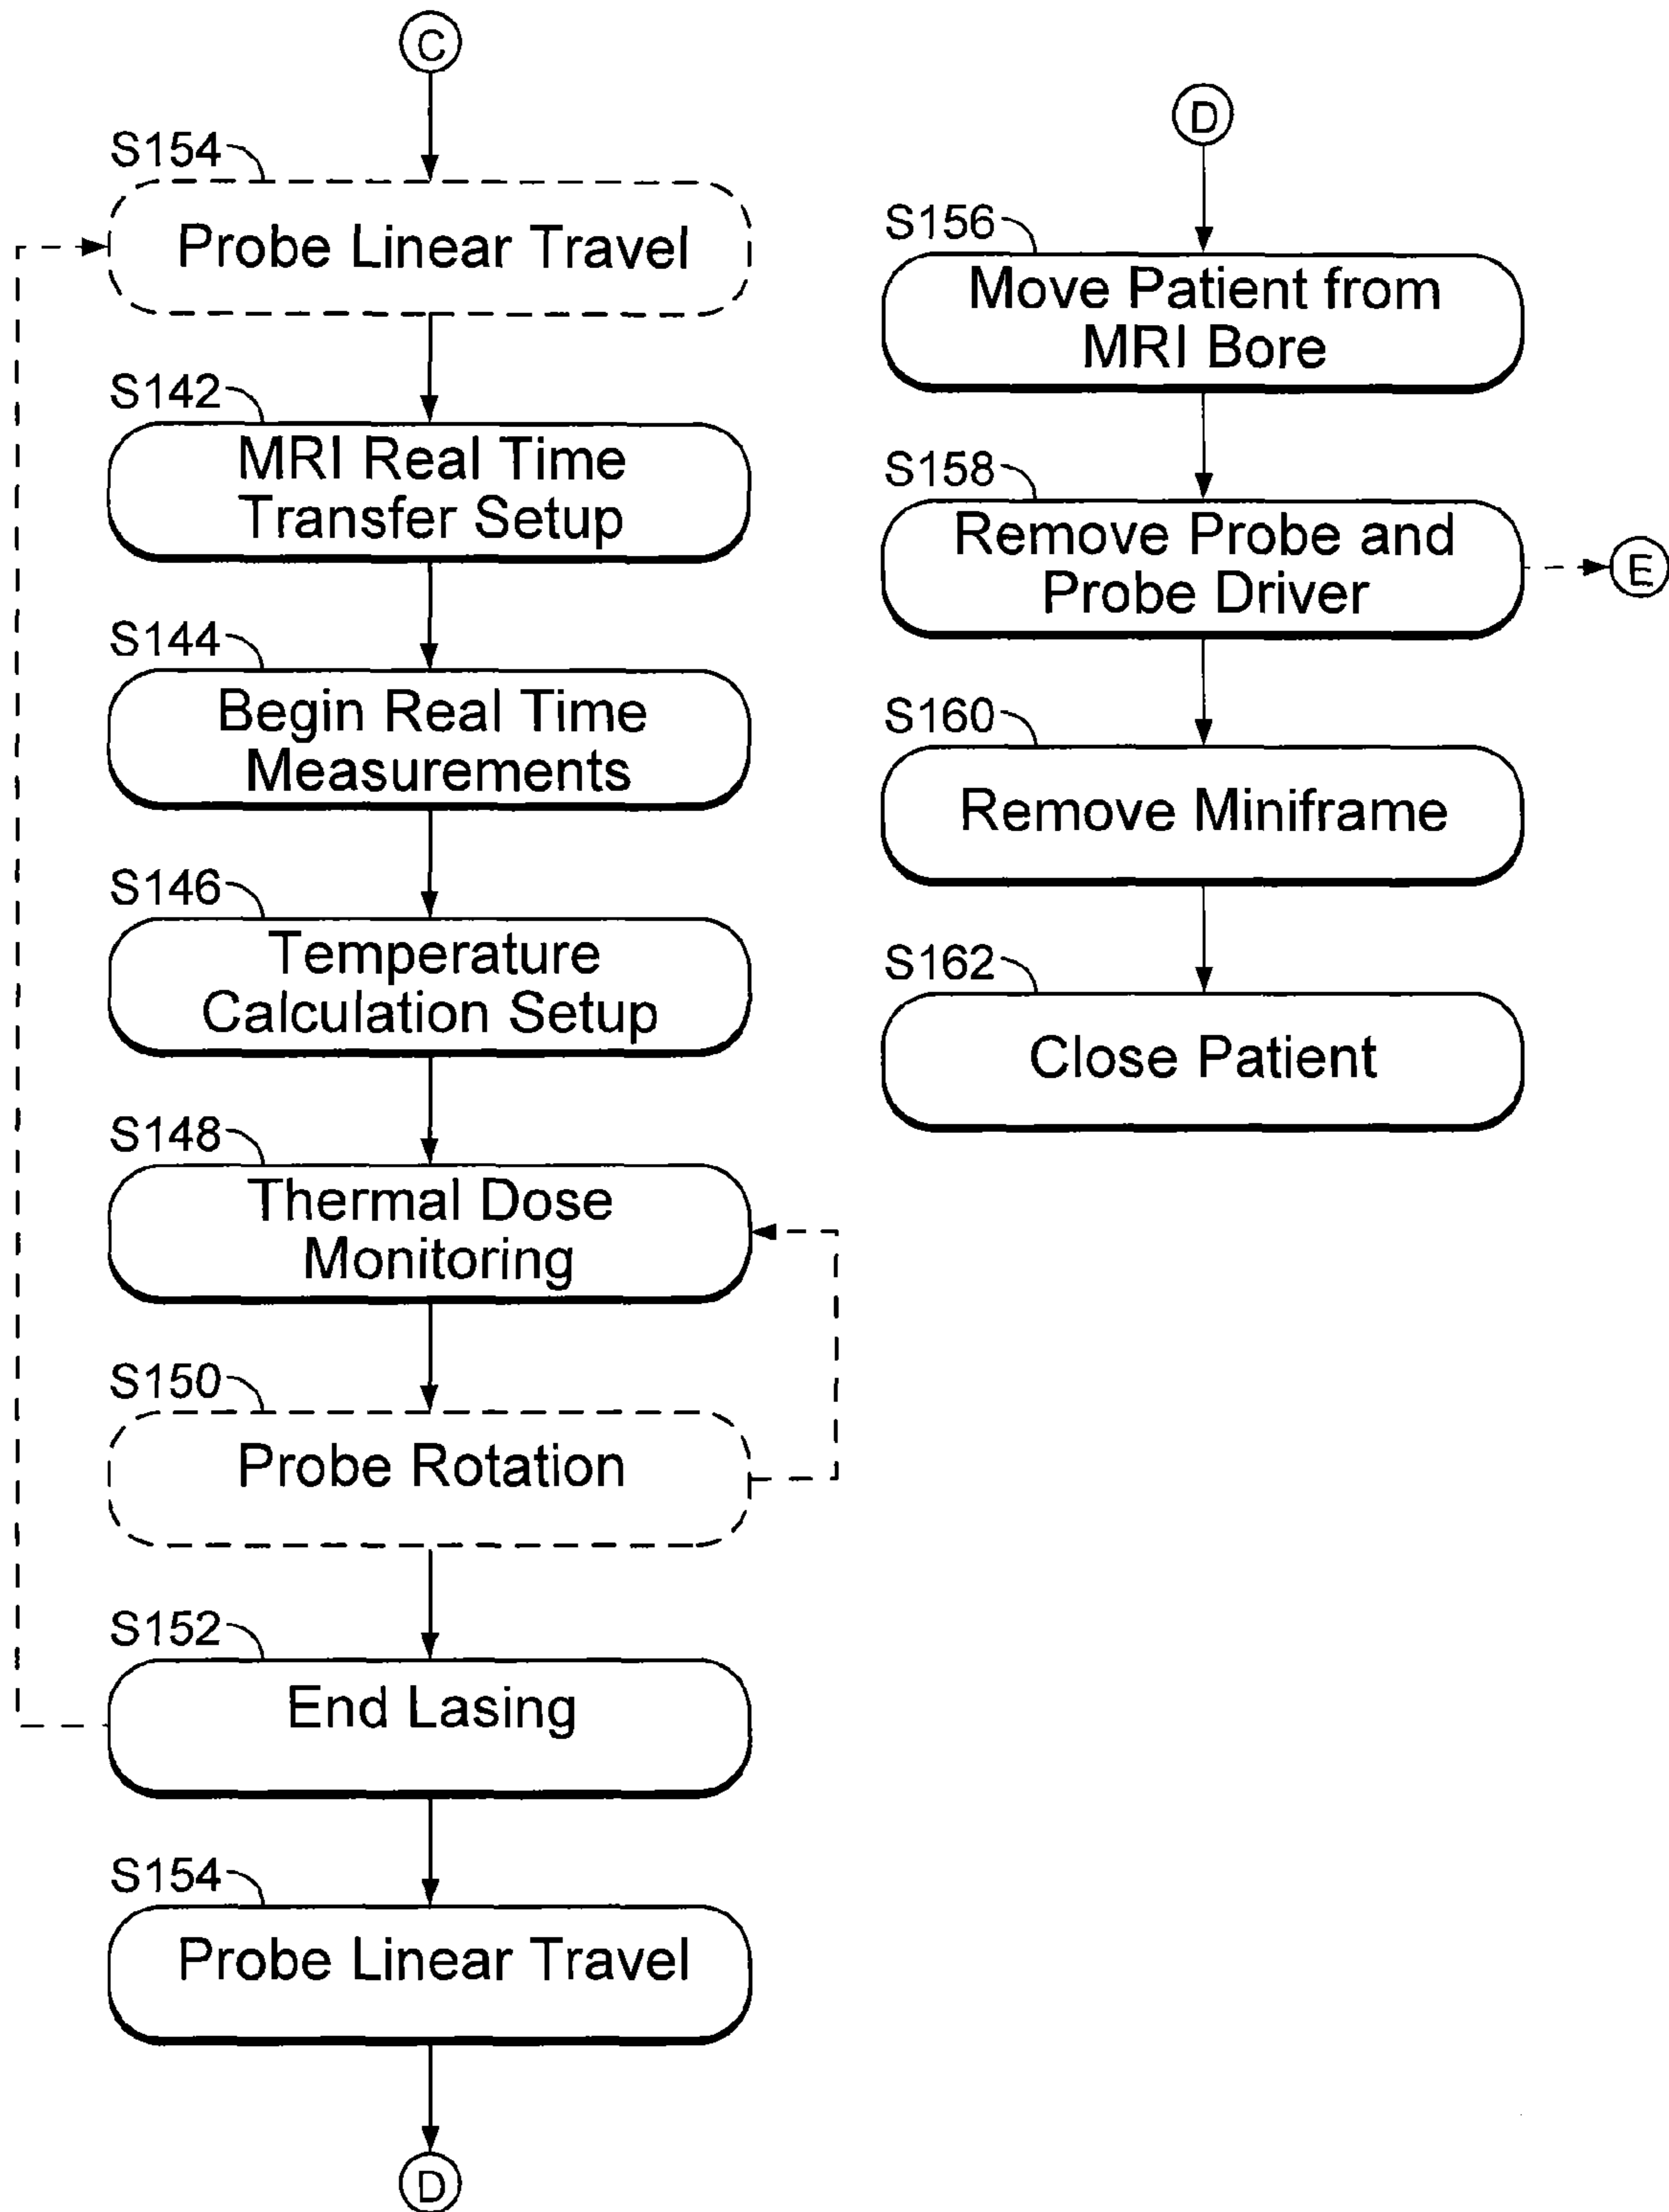 C
S154
Probe Linear Travel
S142
MRI Real Time
Transfer Setup
S144
Begin Real Time
Measurements
S146
Temperature
Calculation Setup
S148
Thermal Dose
Monitoring
S150
Probe Rotation
S152
End Lasing
S154
Probe Linear Travel
D
D
S156
Move Patient from
MRI Bore
S158
Remove Probe and
Probe Driver
E
S160
Remove Miniframe
S162
Close Patient